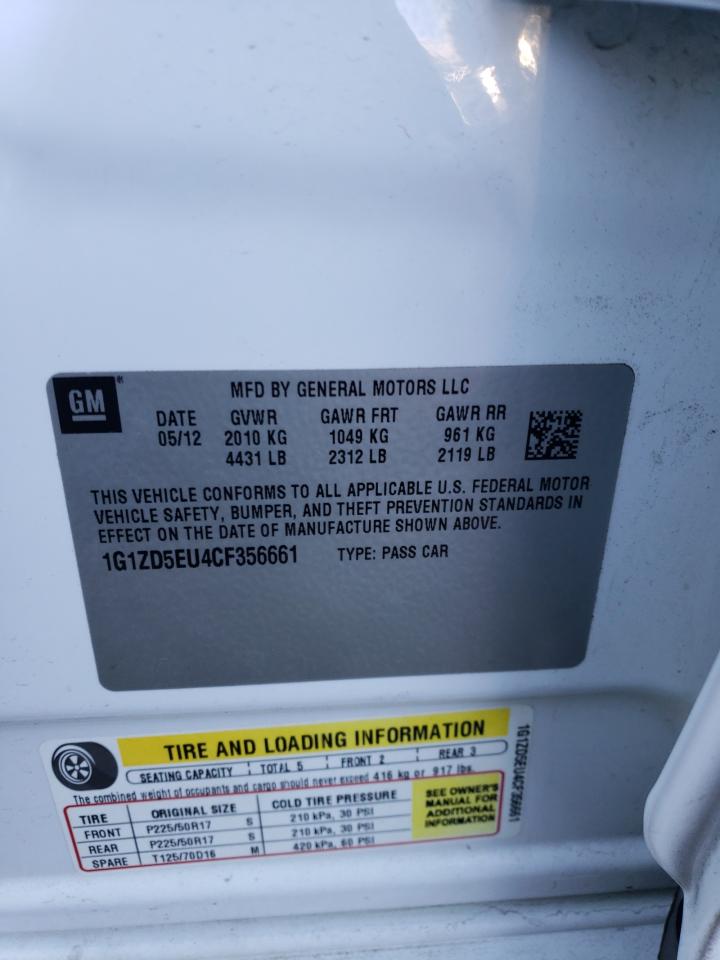 GM
MFD BY GENERAL MOTORS LLC
DATE GVWR GAWR FRT GAWR RR
05/12 2010 KG 1049 KG 961 KG
4431 LB 2312 LB 2119 LB
THIS VEHICLE CONFORMS TO ALL APPLICABLE U.S. FEDERAL MOTOR
VEHICLE SAFETY, BUMPER, AND THEFT PREVENTION STANDARDS IN
EFFECT ON THE DATE OF MANUFACTURE SHOWN ABOVE.
1G1ZD5EU4CF356661 TYPE: PASS CAR
TIRE AND LOADING INFORMATION
SEATING CAPACITY TOTAL 5 FRONT 2 REAR 3
The combined weight of occupants and cargo should never exceed 416 kg or 917 lbs.
TIRE ORIGINAL SIZE COLD TIRE PRESSURE
FRONT P225/50R17 S 210 kPa, 30 PSI
REAR P225/50R17 S 210 kPa, 30 PSI
SPARE T125/70D16 M 420 kPa, 60 PSI
SEE OWNER'S
MANUAL FOR
ADDITIONAL
INFORMATION
1G1ZD5EU4CF356661